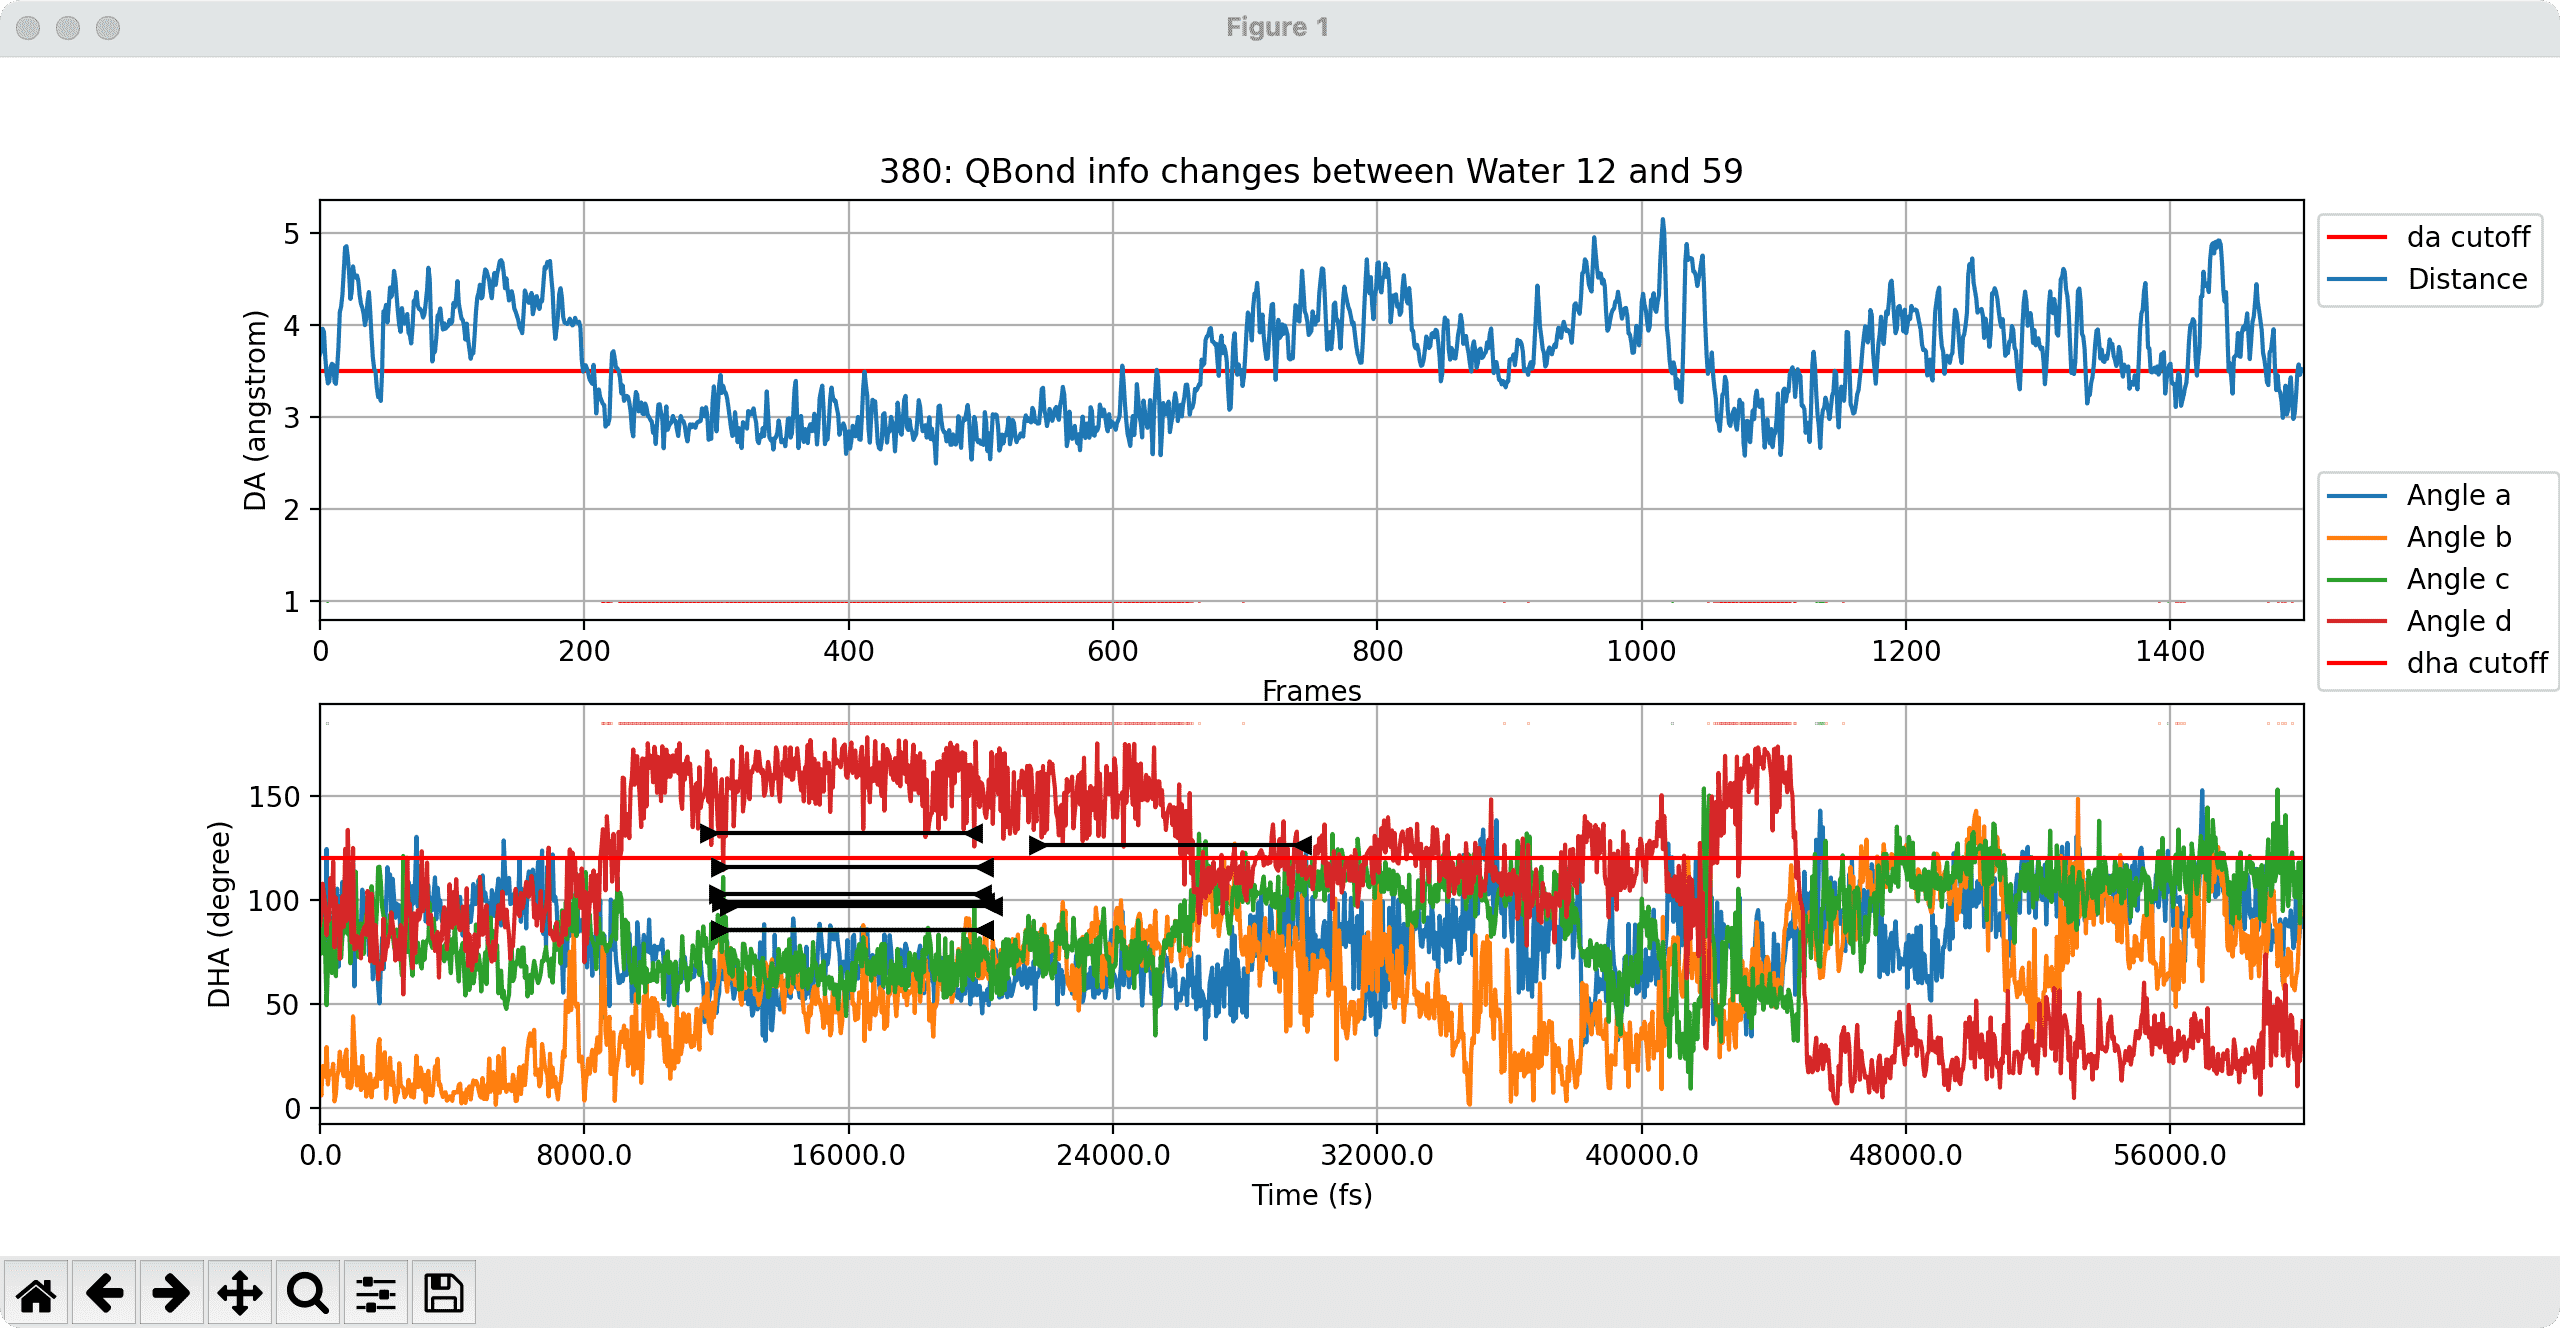 Figure 1
380: QBond info changes between Water 12 and 59
DA (angstrom)
5
4
3
2
1
0 200 400 600 800 1000 1200 1400
Frames
da cutoff
Distance
Angle a
Angle b
Angle c
Angle d
dha cutoff
DHA (degree)
150
100
50
0
0.0 8000.0 16000.0 24000.0 32000.0 40000.0 48000.0 56000.0
Time (fs)